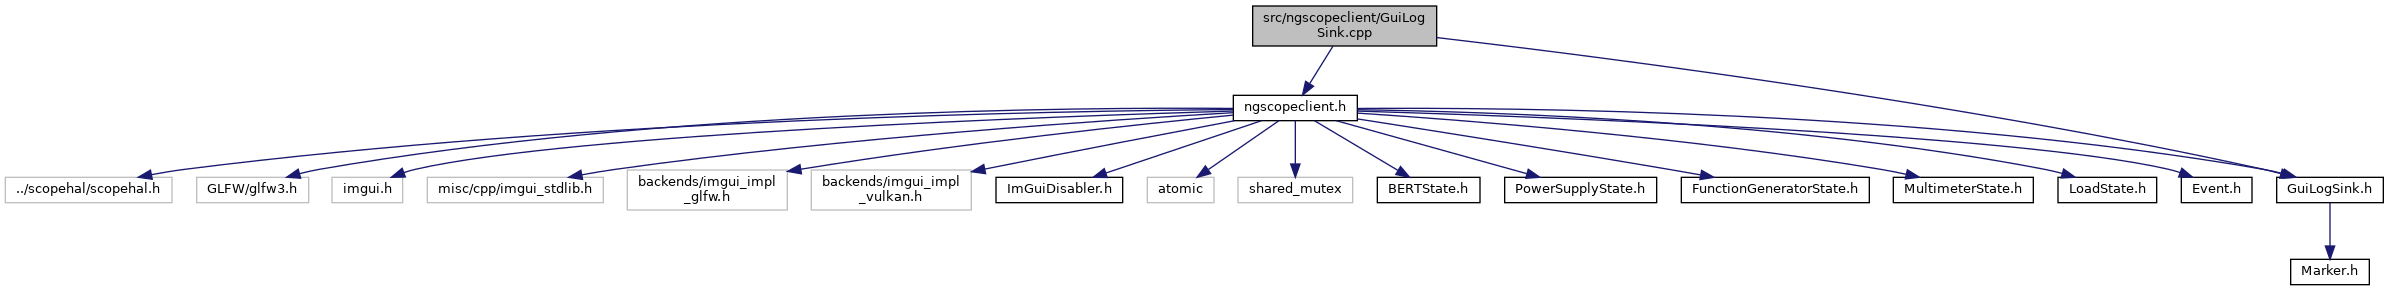 src/ngscopeclient/GuiLog
Sink.cpp
ngscopeclient.h
../scopehal/scopehal.h
GLFW/glfw3.h
imgui.h
misc/cpp/imgui_stdlib.h
backends/imgui_impl
_glfw.h
backends/imgui_impl
_vulkan.h
ImGuiDisabler.h
atomic
shared_mutex
BERTState.h
PowerSupplyState.h
FunctionGeneratorState.h
MultimeterState.h
LoadState.h
Event.h
GuiLogSink.h
Marker.h